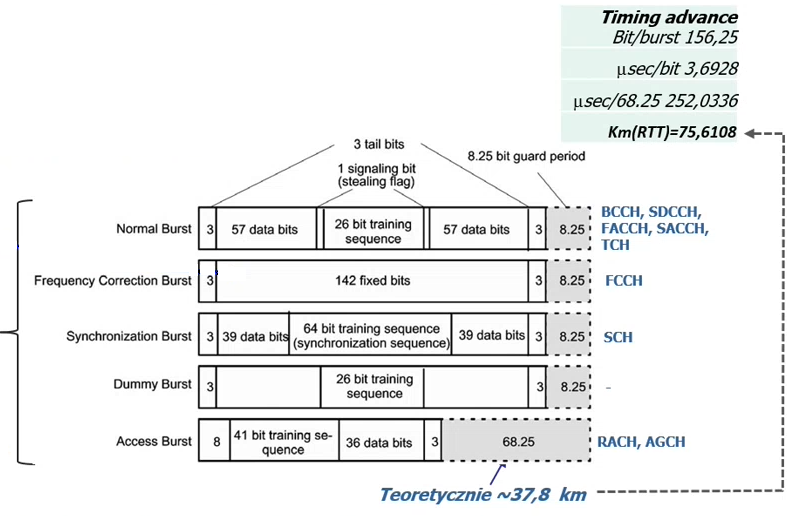 Timing advance
Bit/burst 156,25
µsec/bit 3,6928
µsec/68.25 252,0336
Km(RTT)=75,6108
3 tail bits
8.25 bit guard period
1 signaling bit
(stealing flag)
Normal Burst
3
57 data bits
26 bit training
sequence
57 data bits
3
8.25
BCCH, SDCCH,
FACCH, SACCH,
TCH
Frequency Correction Burst
3
142 fixed bits
3
8.25
FCCH
Synchronization Burst
3
39 data bits
64 bit training sequence
(synchronization sequence)
39 data bits
3
8.25
SCH
Dummy Burst
3
26 bit training
sequence
3
8.25
-
Access Burst
8
41 bit training se-
quence
36 data bits
3
68.25
RACH, AGCH
Teoretycznie ~37,8 km